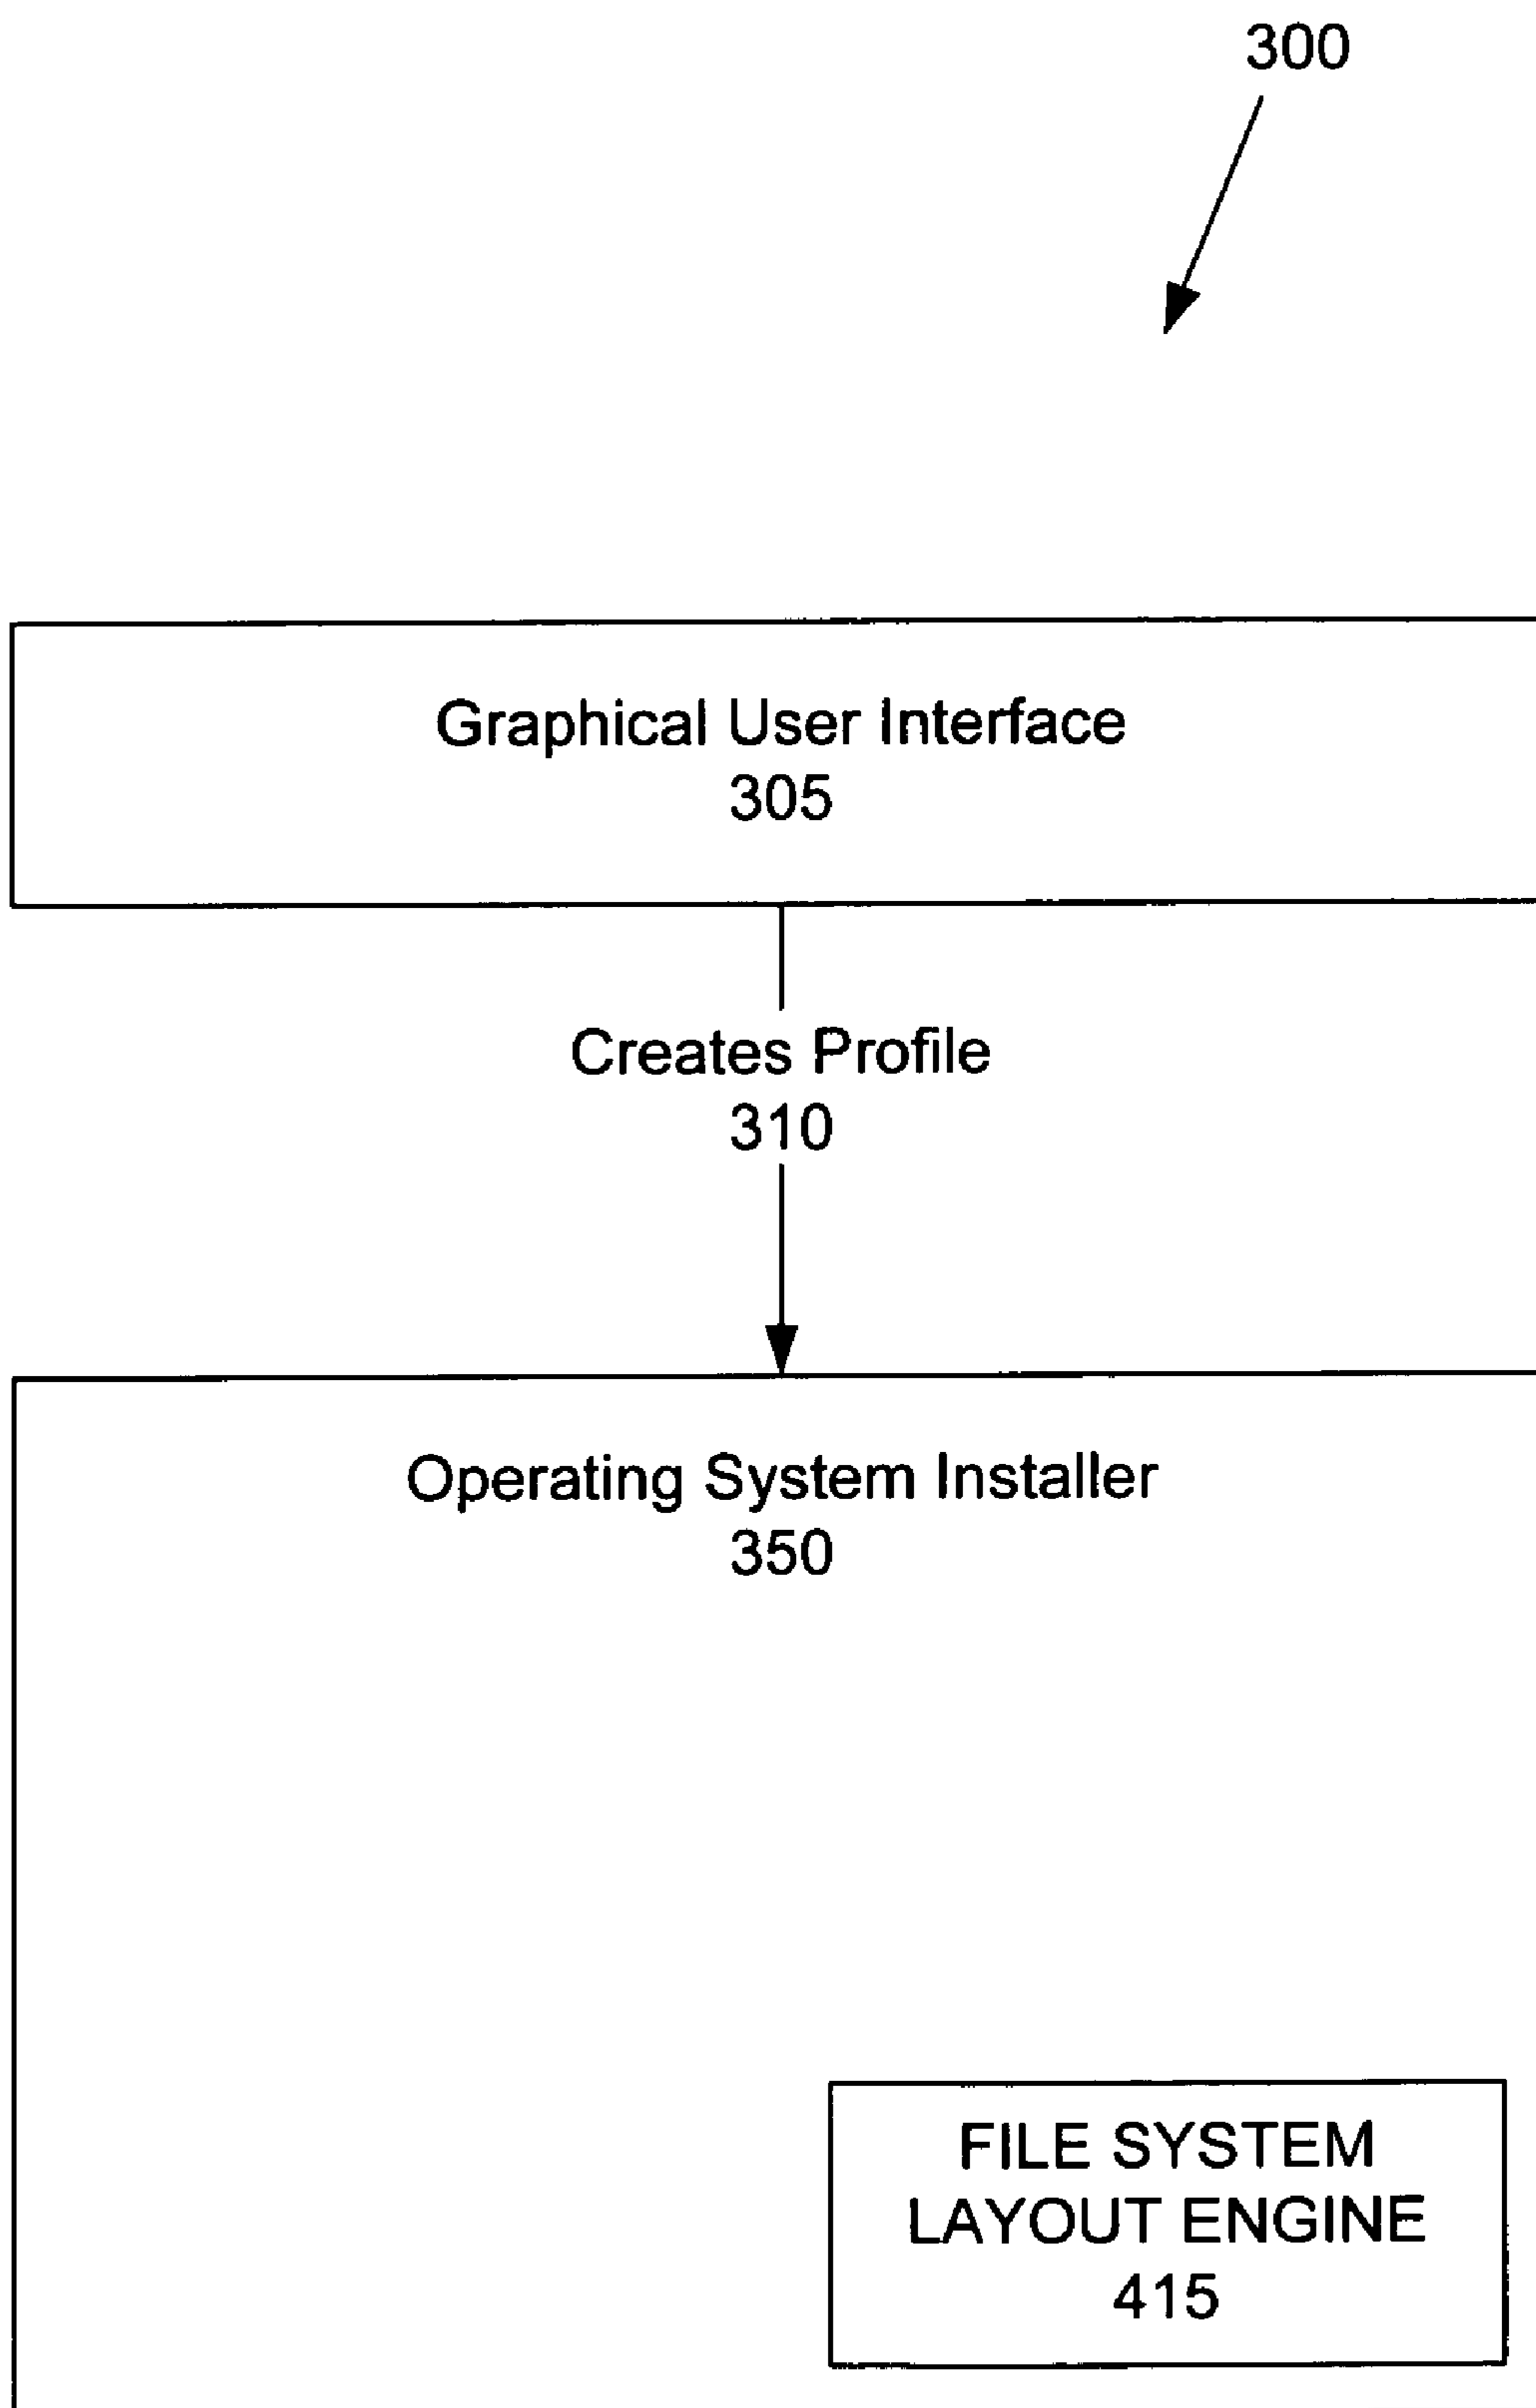 300
Graphical User Interface
305
Creates Profile
310
Operating System Installer
350
FILE SYSTEM
LAYOUT ENGINE
415